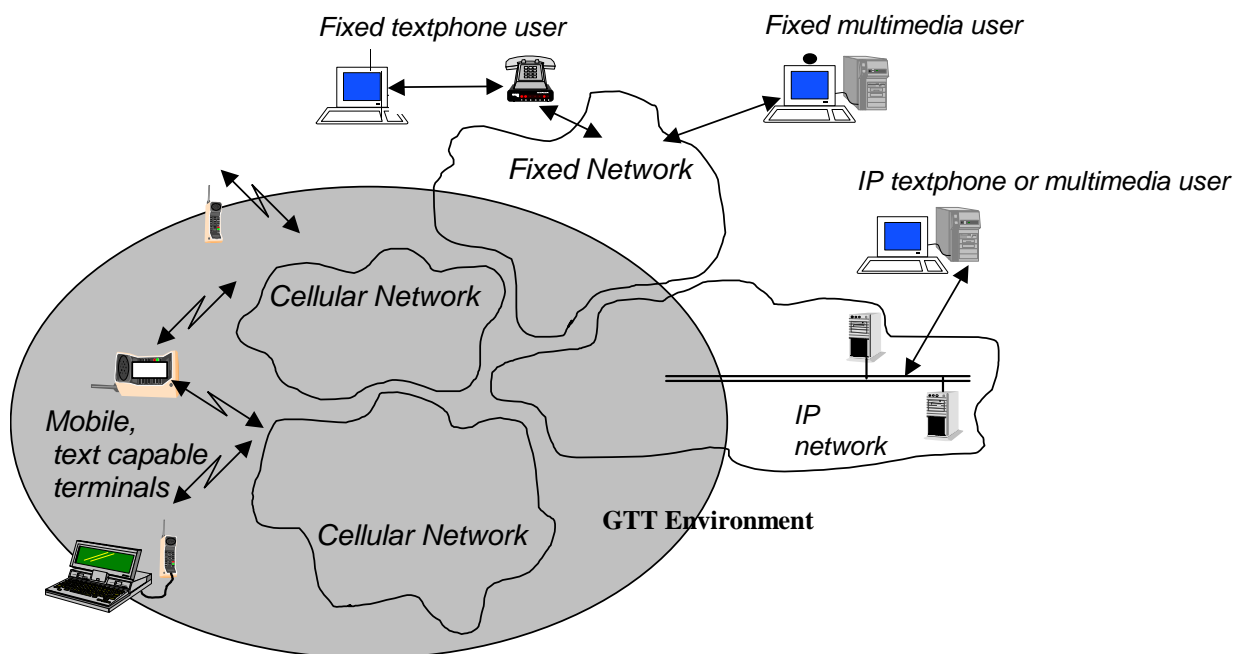 Fixed textphone user
Fixed multimedia user
Fixed Network
IP textphone or multimedia user
Cellular Network
Mobile,
text capable
terminals
IP
network
GTT Environment
Cellular Network